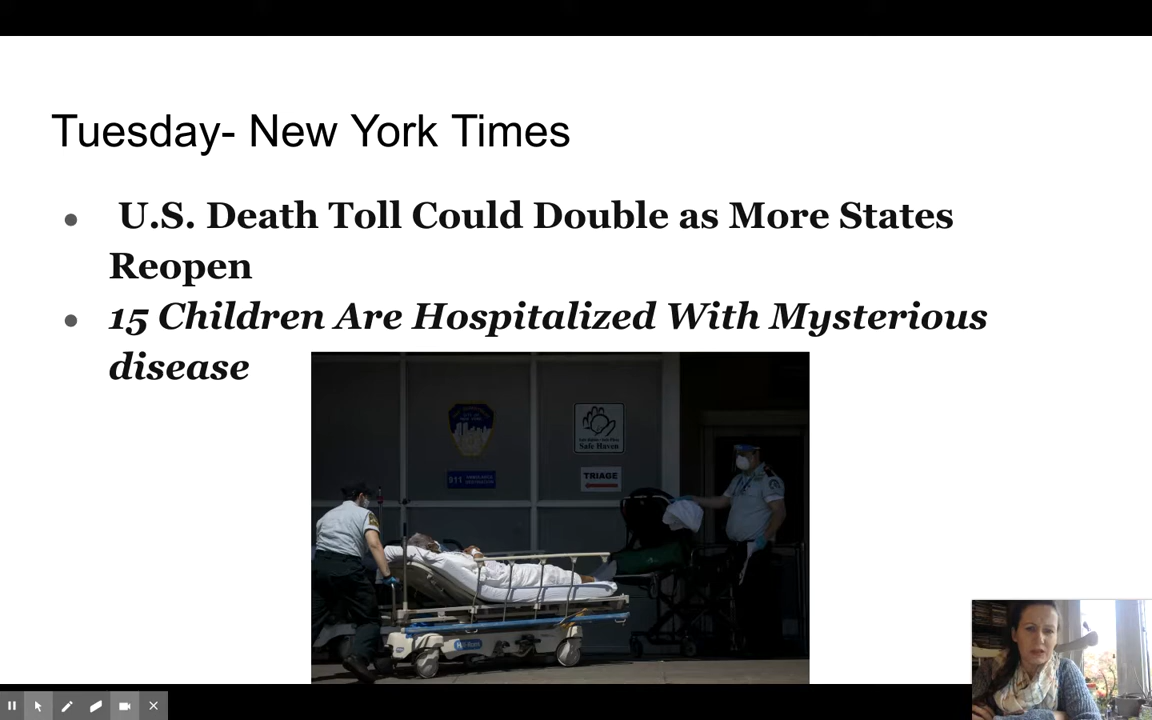 Tuesday- New York Times
U.S. Death Toll Could Double as More States
Reopen
15 Children Are Hospitalized With Mysterious
disease
Safe Haven
911
TRIAGE